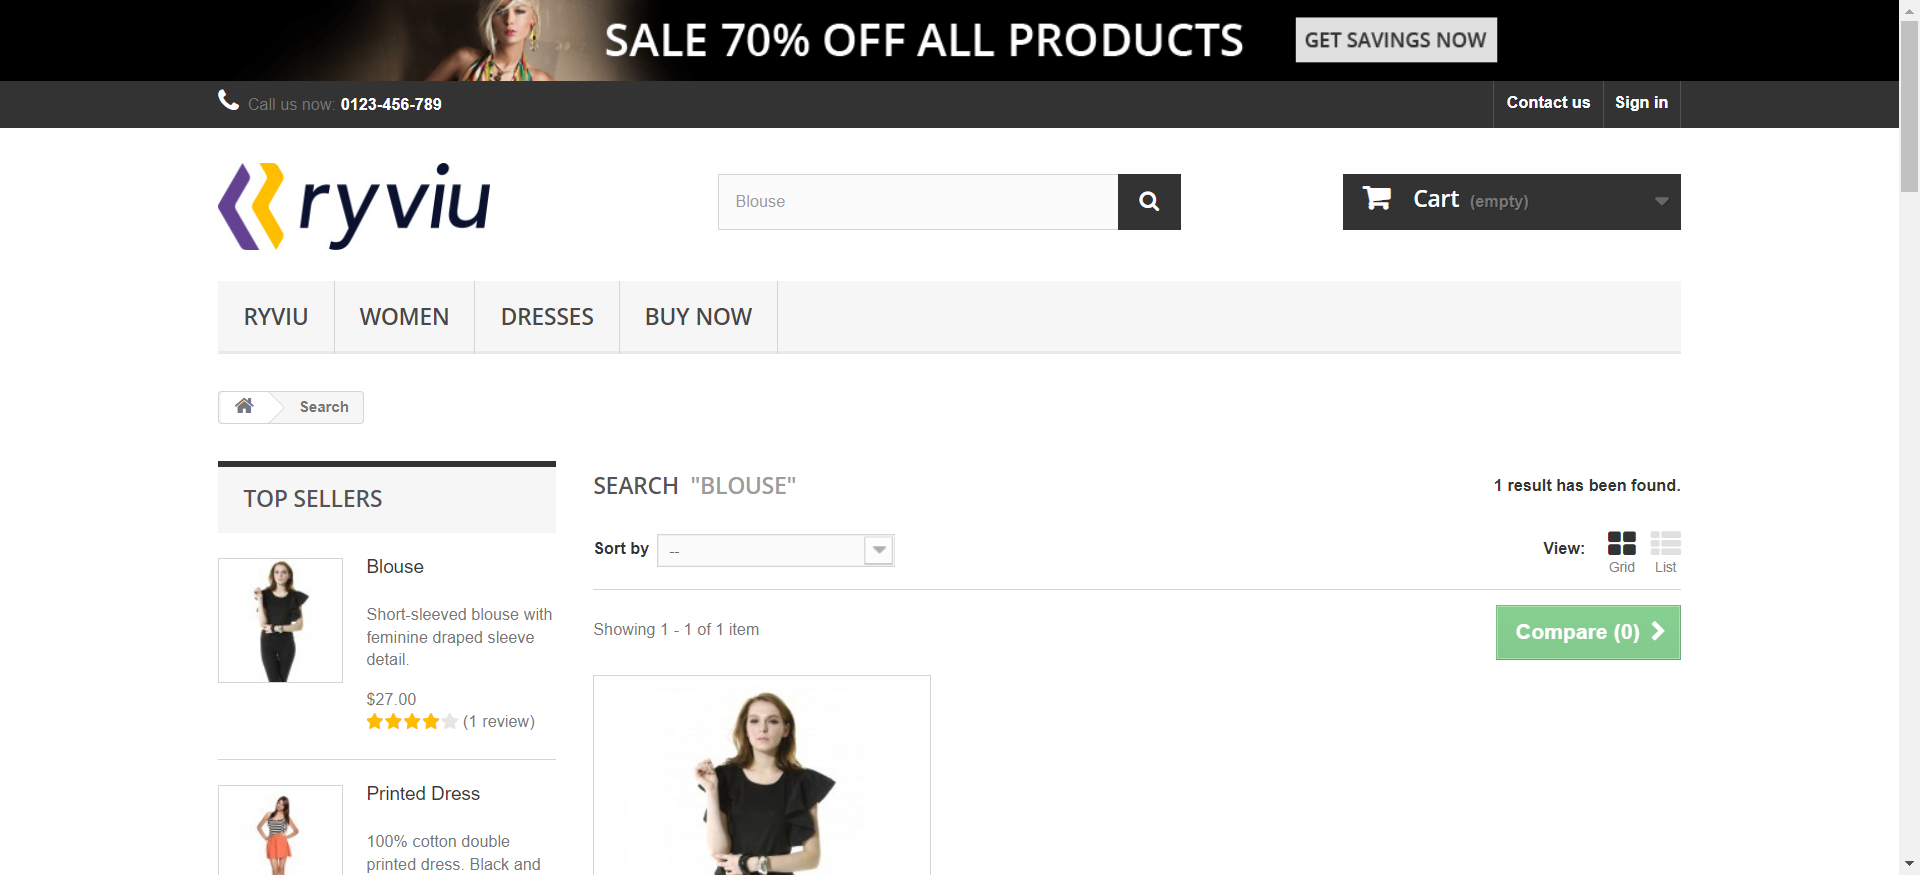 SALE 70% OFF ALL PRODUCTS
GET SAVINGS NOW
Call us now: 0123-456-789
Contact us
Sign in
ryviu
Blouse
Cart (empty)
RYVIU
WOMEN
DRESSES
BUY NOW
Search
TOP SELLERS
Blouse
Short-sleeved blouse with
feminine draped sleeve
detail.
$27.00
(1 review)
Printed Dress
100% cotton double
printed dress. Black and
SEARCH "BLOUSE"
1 result has been found.
Sort by
--
View:
Grid
List
Showing 1 - 1 of 1 item
Compare (0)